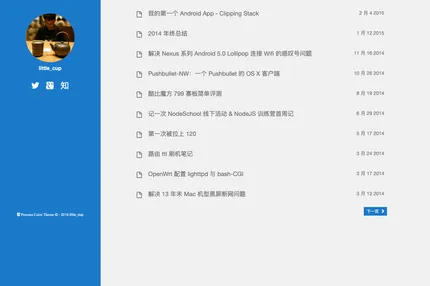 little_cup
知
我的第一个 Android App - Clipping Stack
2 月 4 2015
2014 年终总结
1 月 12 2015
解决 Nexus 系列 Android 5.0 Lollipop 连接 Wifi 的感叹号问题
11 月 16 2014
Pushbullet-NW：一个 Pushbullet 的 OS X 客户端
10 月 26 2014
酷比魔方 799 寨板简单评测
8 月 19 2014
记一次 NodeSchool 线下活动 & NodeJS 训练营首周记
6 月 29 2014
第一次被拉上 120
3 月 17 2014
路由 ttl 刷机笔记
3 月 24 2014
OpenWrt 配置 lighttpd 与 bash-CGI
3 月 17 2014
解决 13 年末 Mac 机型黑屏断网问题
3 月 13 2014
下一页
Theme © - 2016 little_cup